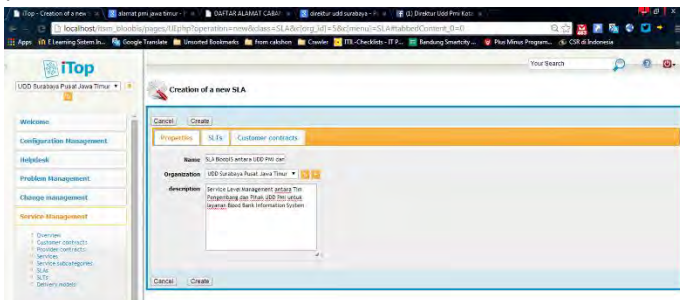 iTop - Creation of a new
alamat pmi jawa timur -
DAFTAR ALAMAT CABA
direktur udd surabaya -
(1) Direktur Udd Pmi Kota
localhost/itsm_bloobis/pages/UI.php?operation=new&class=SLA&c[org_id]=5&c[menu]=SLA#tabbedContent_0=0
Apps
E Learning Sistem In...
Google Translate
Unsorted Bookmarks
from calohon
Crawler
ITIL-Checklists - IT P...
Bandung Smartcity ...
Plus Minus Program...
CSR di Indonesia
iTop
Your Search
UDD Surabaya Pusat Jawa Timur
Creation of a new SLA
Welcome
Configuration Management
Helpdesk
Problem Management
Change management
Service Management
Overview
Customer contracts
Provider contracts
Services
Service subcategories
SLAs
SLTs
Delivery models
Cancel Create
Properties SLTs Customer contracts
Name SLA BlooBIS antara UDD PMI dan
Organization UDD Surabaya Pusat Jawa Timur
description Service Level Management antara Tim
Pengembang dan Pihak UDD PMI untuk
layanan Blood Bank Information System
Cancel Create